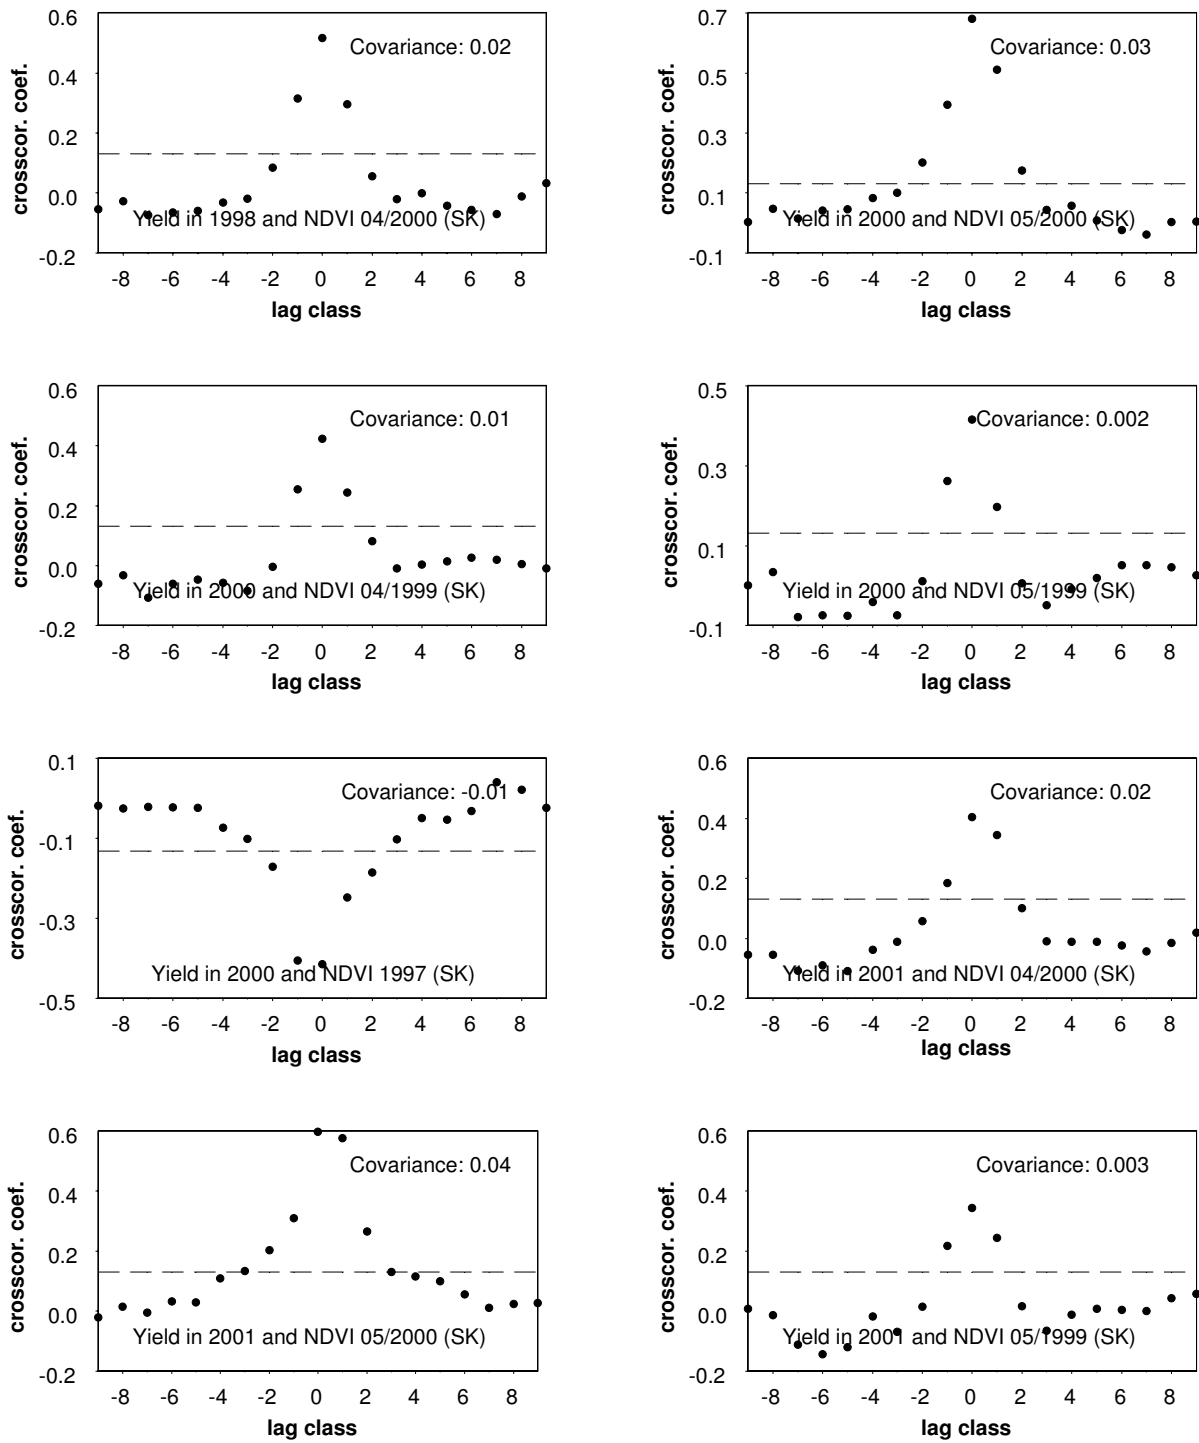 0.6
0.4
0.2
0.0
-0.2
crosscor. coef.
Covariance: 0.02
Yield in 1998 and NDVI 04/2000 (SK)
-8 -6 -4 -2 0 2 4 6 8
lag class
0.7
0.5
0.3
0.1
-0.1
crosscor. coef.
Covariance: 0.03
Yield in 2000 and NDVI 05/2000 (SK)
-8 -6 -4 -2 0 2 4 6 8
lag class
0.6
0.4
0.2
0.0
-0.2
crosscor. coef.
Covariance: 0.01
Yield in 2000 and NDVI 04/1999 (SK)
-8 -6 -4 -2 0 2 4 6 8
lag class
0.5
0.3
0.1
-0.1
crosscor. coef.
Covariance: 0.002
Yield in 2000 and NDVI 05/1999 (SK)
-8 -6 -4 -2 0 2 4 6 8
lag class
0.1
-0.1
-0.3
-0.5
crosscor. coef.
Covariance: -0.01
Yield in 2000 and NDVI 1997 (SK)
-8 -6 -4 -2 0 2 4 6 8
lag class
0.6
0.4
0.2
0.0
-0.2
crosscor. coef.
Covariance: 0.02
Yield in 2001 and NDVI 04/2000 (SK)
-8 -6 -4 -2 0 2 4 6 8
lag class
0.6
0.4
0.2
0.0
-0.2
crosscor. coef.
Covariance: 0.04
Yield in 2001 and NDVI 05/2000 (SK)
-8 -6 -4 -2 0 2 4 6 8
lag class
0.6
0.4
0.2
0.0
-0.2
crosscor. coef.
Covariance: 0.003
Yield in 2001 and NDVI 05/1999 (SK)
-8 -6 -4 -2 0 2 4 6 8
lag class